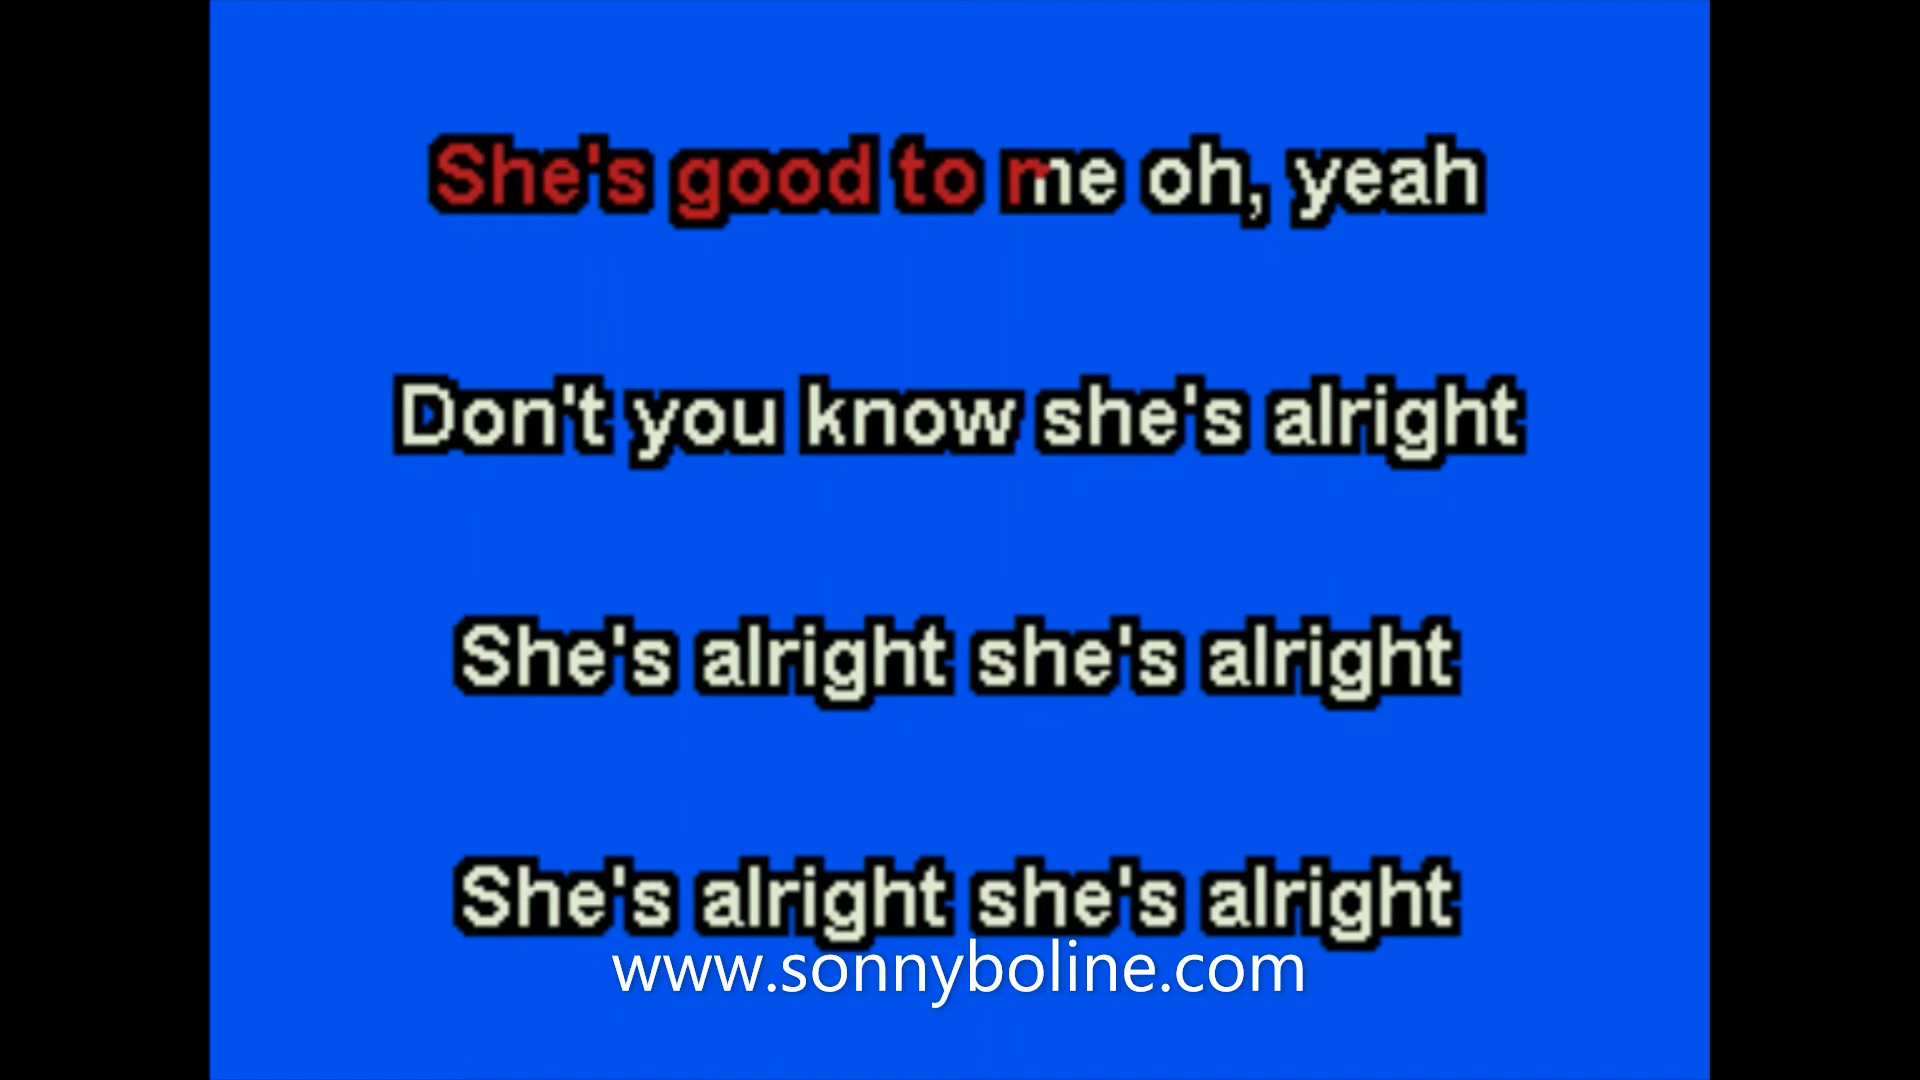 She's good to me oh, yeah
Don't you know she's alright
She's alright she's alright
She's alright she's alright
www.sonnyboline.com